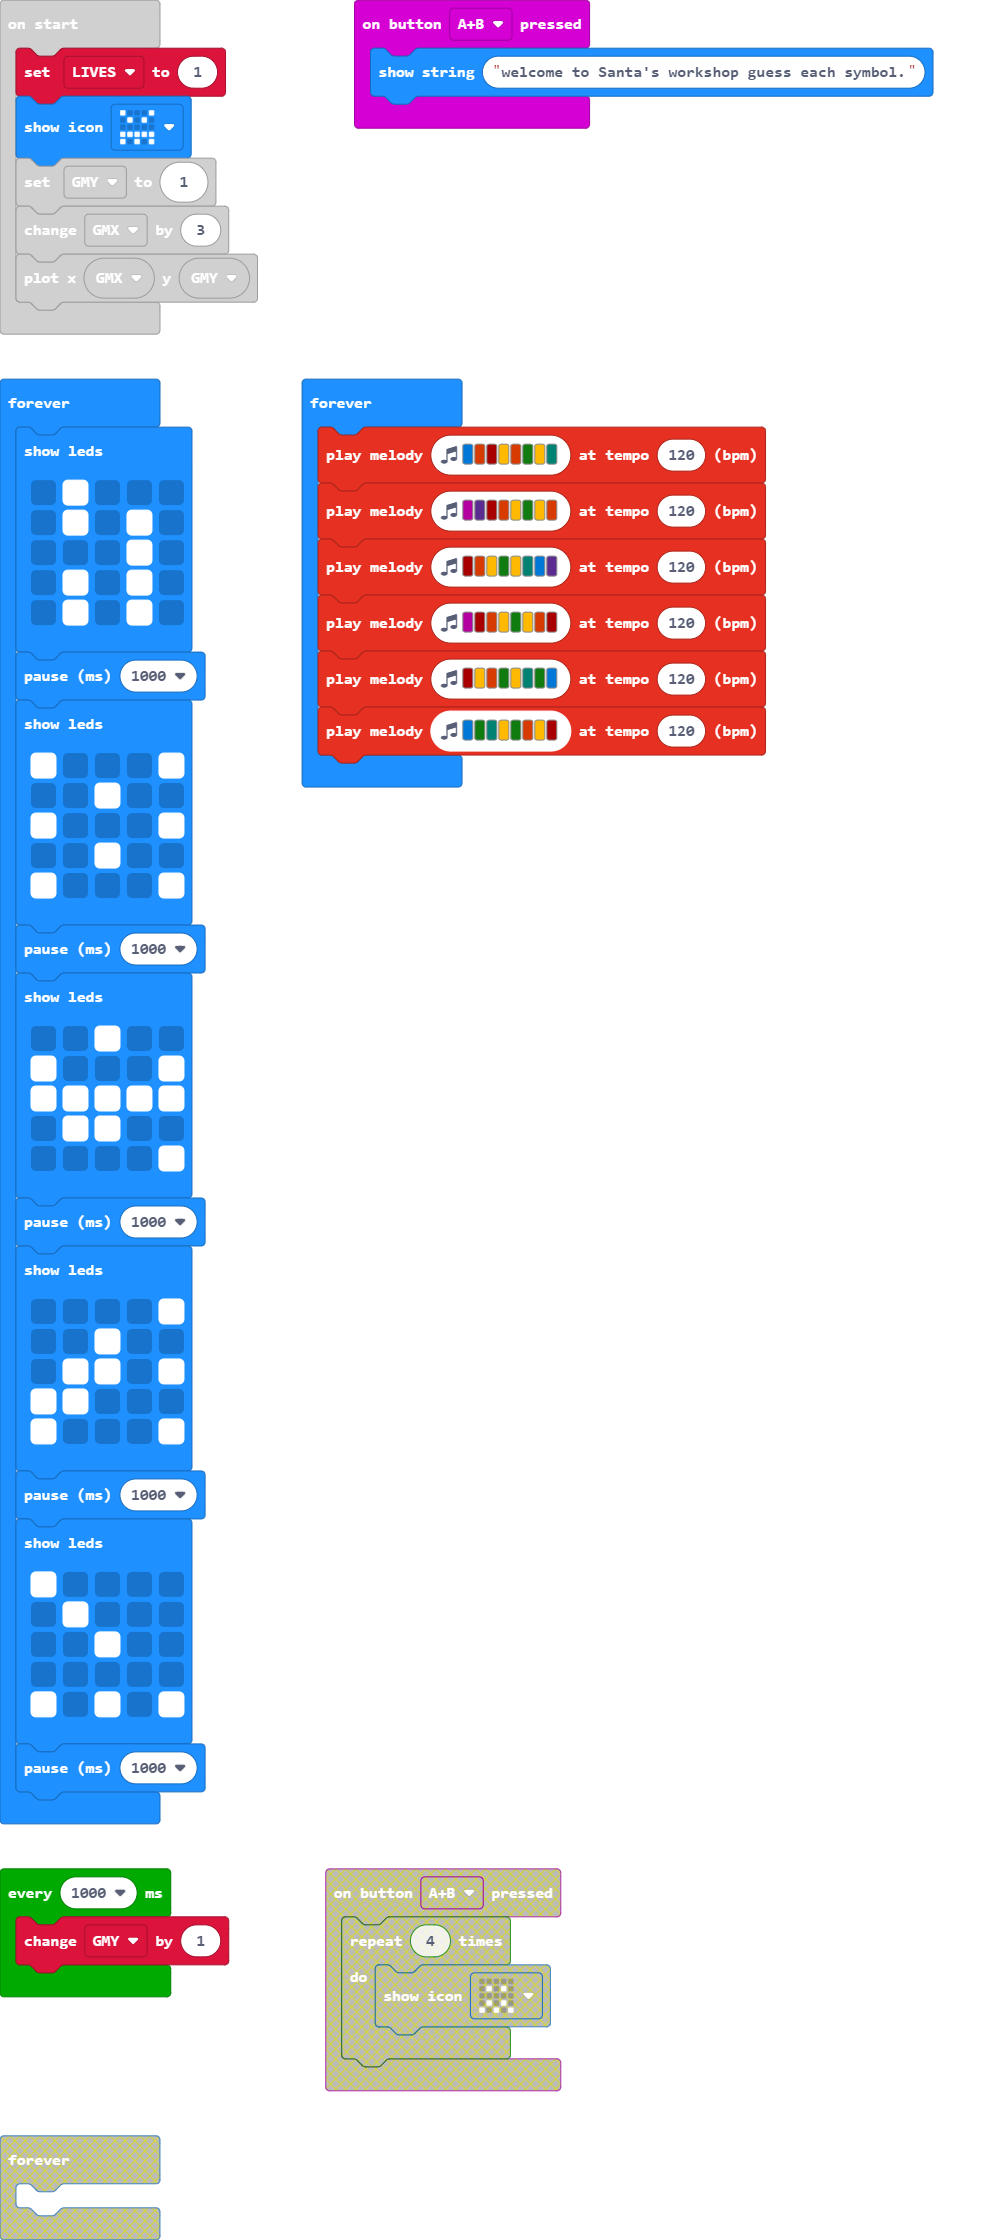 on start
set LIVES to 1
show icon
set GMY to 1
change GMX by 3
plot x GMX y GMY
on button A+B pressed
show string "welcome to Santa's workshop guess each symbol."
forever
show leds
pause (ms) 1000
show leds
pause (ms) 1000
show leds
pause (ms) 1000
show leds
pause (ms) 1000
show leds
pause (ms) 1000
forever
play melody at tempo 120 (bpm)
play melody at tempo 120 (bpm)
play melody at tempo 120 (bpm)
play melody at tempo 120 (bpm)
play melody at tempo 120 (bpm)
play melody at tempo 120 (bpm)
every 1000 ms
change GMY by 1
on button A+B pressed
repeat 4 times
do
show icon
forever